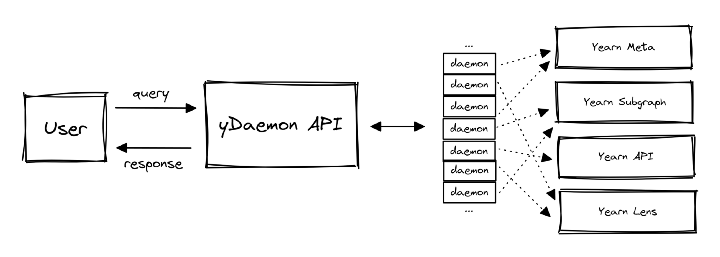 User
query
response
yDaemon API
...
daemon
daemon
daemon
daemon
daemon
daemon
daemon
...
Yearn Meta
Yearn Subgraph
Yearn API
Yearn Lens